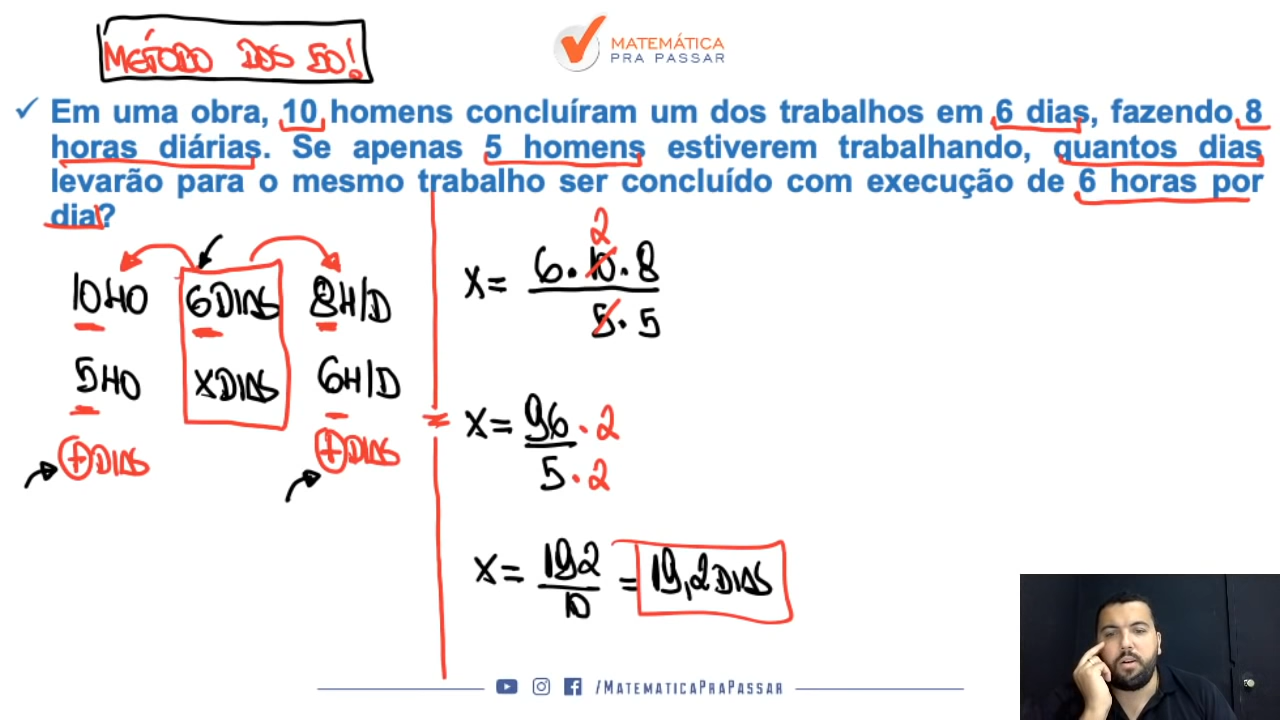 MÉTODO DOS 50!
MATEMÁTICA
PRA PASSAR
✓ Em uma obra, 10 homens concluíram um dos trabalhos em 6 dias, fazendo 8
horas diárias. Se apenas 5 homens estiverem trabalhando, quantos dias
levarão para o mesmo trabalho ser concluído com execução de 6 horas por
dia?
10HO 6DIAS 8H/D
5HO XDIAS 6H/D
+DIAS +DIAS
2
X= 6·10·8
5·5
X= 96·2
5·2
X= 192 = 19,2DIAS
10
/MATEMATICAPRAPASSAR